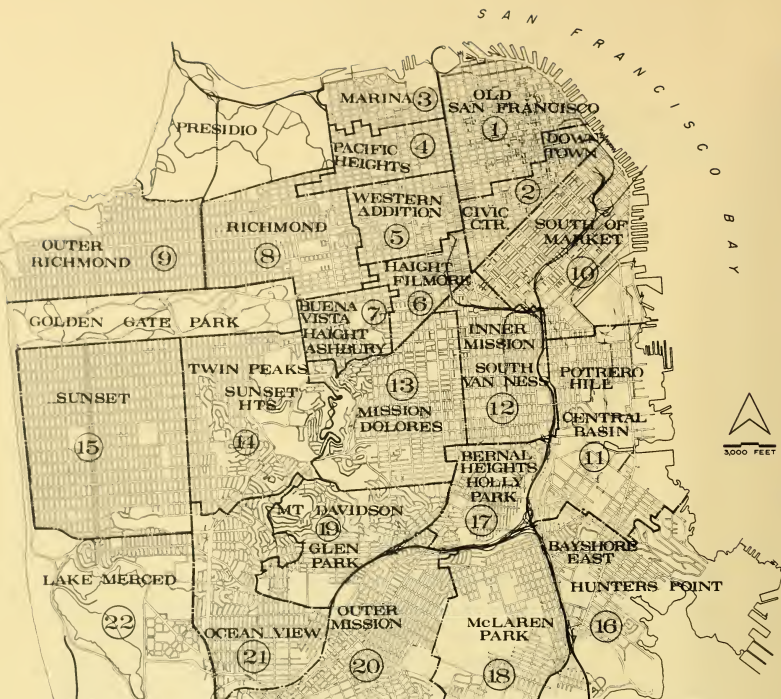 SAN FRANCISCO BAY
MARINA 3
OLD
SAN FRANCISCO
1
PRESIDIO
DOWN
TOWN
PACIFIC
HEIGHTS
4
2
WESTERN
ADDITION
5
CIVIC
CTR.
SOUTH OF
MARKET
10
RICHMOND
8
OUTER
RICHMOND 9
HAIGHT
FILMORE
6
BUENA
VISTA
HAIGHT
ASHBURY
7
GOLDEN GATE PARK
INNER
MISSION
SOUTH
VAN NESS
12
TWIN PEAKS
SUNSET
HTS.
14
13
MISSION
DOLORES
POTRERO
HILL
CENTRAL
BASIN
11
SUNSET
15
3,000 FEET
BERNAL
HEIGHTS
HOLLY
PARK
17
MT DAVIDSON
19
GLEN
PARK
BAYSHORE
EAST
HUNTERS POINT
16
LAKE MERCED
22
OCEAN VIEW
21
OUTER
MISSION
20
McLAREN
PARK
18